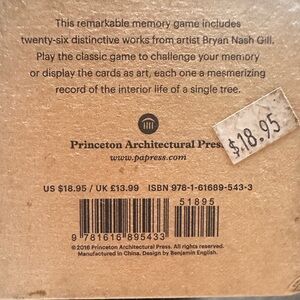 This remarkable memory game includes
twenty-six distinctive works from artist Bryan Nash Gill.
Play the classic game to challenge your memory
or display the cards as art, each one a mesmerizing
record of the interior life of a single tree.
Princeton Architectural Press
www.papress.com
$18.95
US $18.95 / UK £13.99 ISBN 978-1-61689-543-3
51895
9 781616 895433
©2016 Princeton Architectural Press. All rights reserved.
Manufactured in China. Design by Benjamin English.